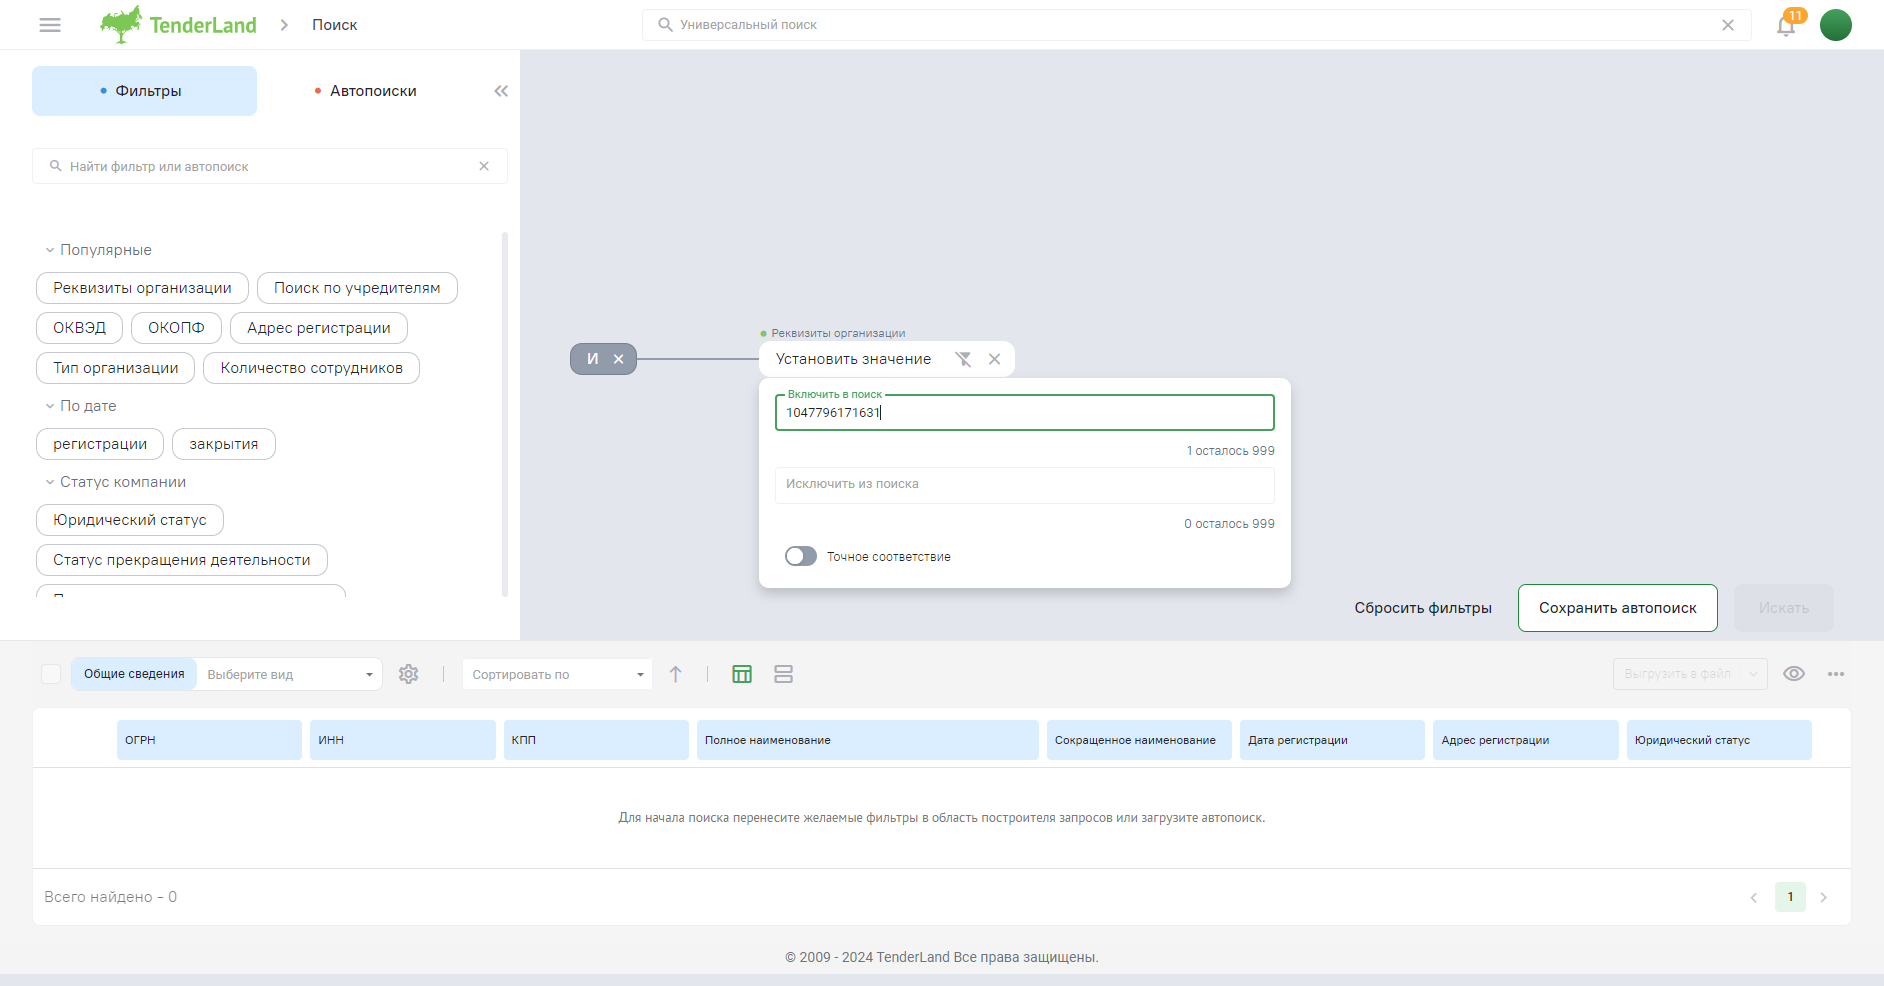 TenderLand
Поиск
Универсальный поиск
11
Фильтры
Автопоиски
Найти фильтр или автопоиск
Популярные
Реквизиты организации
Поиск по учредителям
ОКВЭД
ОКОПФ
Адрес регистрации
Тип организации
Количество сотрудников
По дате
регистрации
закрытия
Статус компании
Юридический статус
Статус прекращения деятельности
И
Реквизиты организации
Установить значение
Включить в поиск
1047796171631
1 осталось 999
Исключить из поиска
0 осталось 999
Точное соответствие
Сбросить фильтры
Сохранить автопоиск
Искать
Общие сведения
Выберите вид
Сортировать по
Выгрузить в файл
ОГРН
ИНН
КПП
Полное наименование
Сокращенное наименование
Дата регистрации
Адрес регистрации
Юридический статус
Для начала поиска перенесите желаемые фильтры в область построителя запросов или загрузите автопоиск.
Всего найдено - 0
1
© 2009 - 2024 TenderLand Все права защищены.